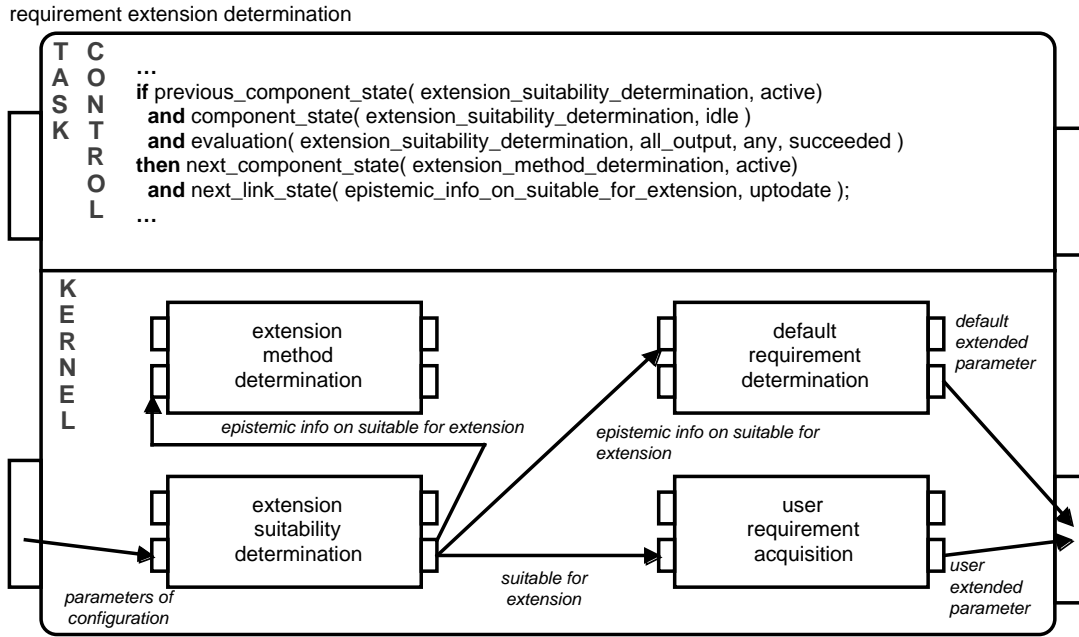 requirement extension determination
TASK
CONTROL
...
if previous_component_state( extension_suitability_determination, active)
and component_state( extension_suitability_determination, idle )
and evaluation( extension_suitability_determination, all_output, any, succeeded )
then next_component_state( extension_method_determination, active)
and next_link_state( epistemic_info_on_suitable_for_extension, uptodate );
...
KERNEL
extension
method
determination
default
requirement
determination
default
extended
parameter
epistemic info on suitable for extension
epistemic info on suitable for
extension
extension
suitability
determination
user
requirement
acquisition
parameters of
configuration
suitable for
extension
user
extended
parameter